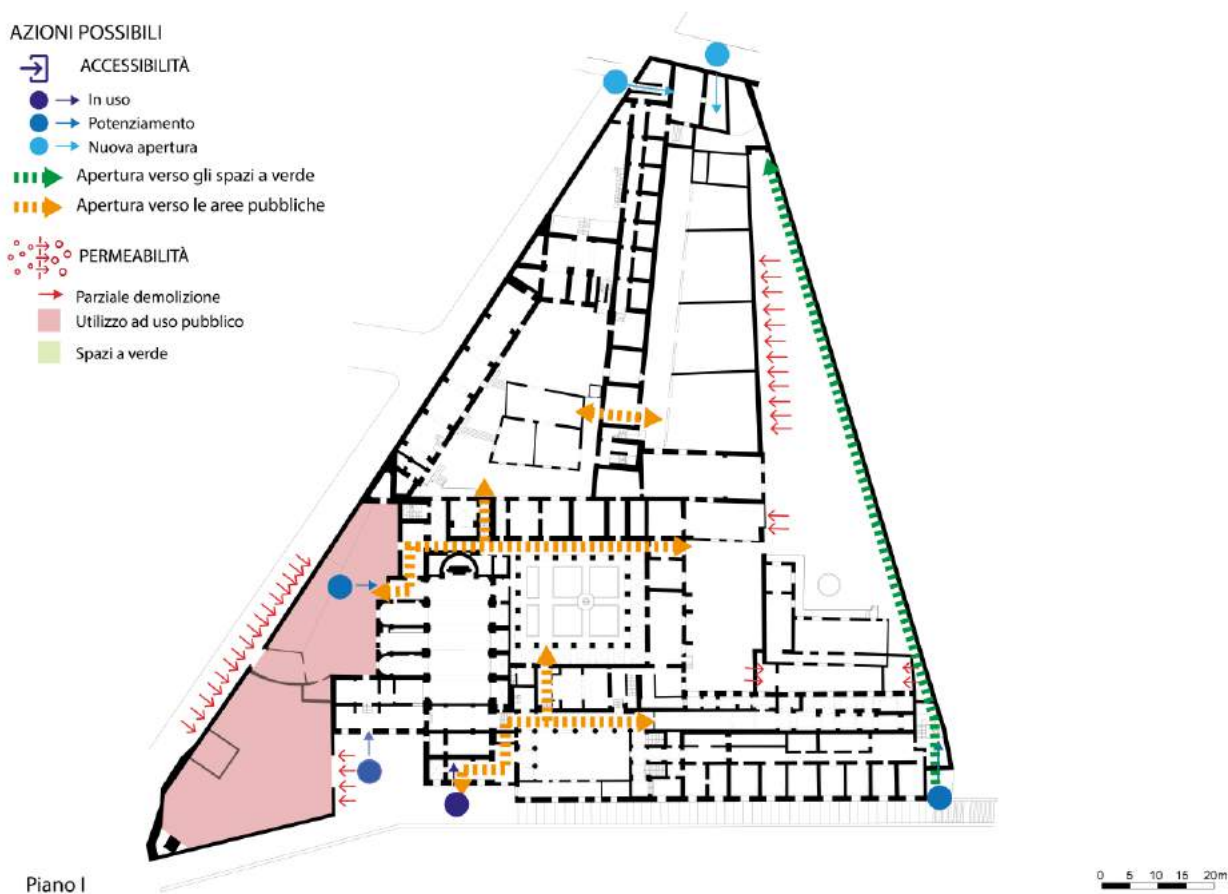 AZIONI POSSIBILI
ACCESSIBILITÀ
In uso
Potenziamento
Nuova apertura
Apertura verso gli spazi a verde
Apertura verso le aree pubbliche
PERMEABILITÀ
Parziale demolizione
Utilizzo ad uso pubblico
Spazi a verde
Piano I
0 5 10 15 20m